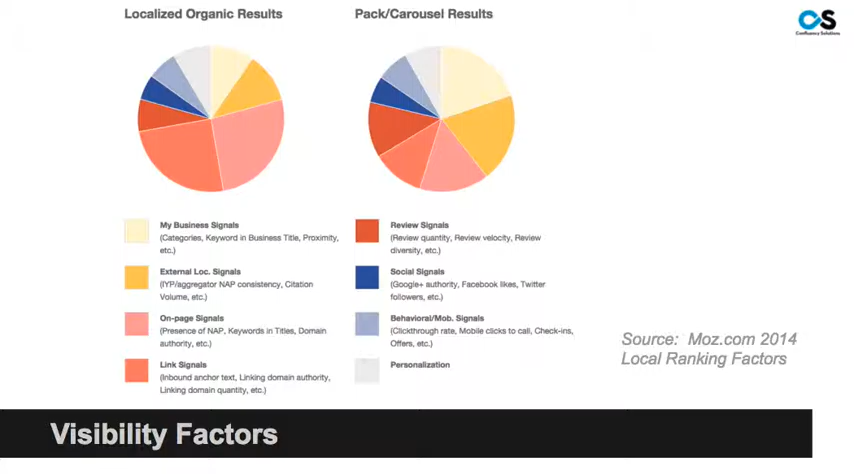 Localized Organic Results
Pack/Carousel Results
CS
Confluency Solutions
My Business Signals
(Categories, Keyword in Business Title, Proximity,
etc.)
External Loc. Signals
(IYP/aggregator NAP consistency, Citation
Volume, etc.)
On-page Signals
(Presence of NAP, Keywords in Titles, Domain
authority, etc.)
Link Signals
(Inbound anchor text, Linking domain authority,
Linking domain quantity, etc.)
Review Signals
(Review quantity, Review velocity, Review
diversity, etc.)
Social Signals
(Google+ authority, Facebook likes, Twitter
followers, etc.)
Behavioral/Mob. Signals
(Clickthrough rate, Mobile clicks to call, Check-ins,
Offers, etc.)
Personalization
Source: Moz.com 2014
Local Ranking Factors
Visibility Factors